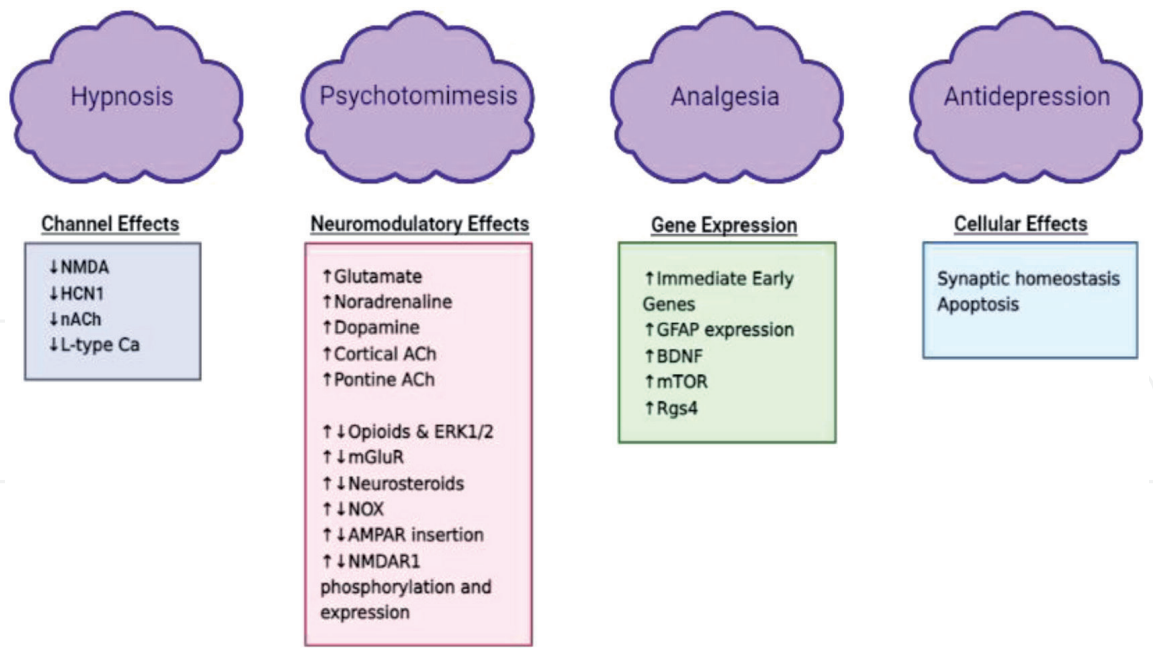 Hypnosis
Psychotomimesis
Analgesia
Antidepression
Channel Effects
↓NMDA
↓HCN1
↓nACh
↓L-type Ca
Neuromodulatory Effects
↑Glutamate
↑Noradrenaline
↑Dopamine
↑Cortical ACh
↑Pontine ACh
↑↓Opioids & ERK1/2
↑↓mGluR
↑↓Neurosteroids
↑↓NOX
↑↓AMPAR insertion
↑↓NMDAR1
phosphorylation and
expression
Gene Expression
↑Immediate Early
Genes
↑GFAP expression
↑BDNF
↑mTOR
↑Rgs4
Cellular Effects
Synaptic homeostasis
Apoptosis